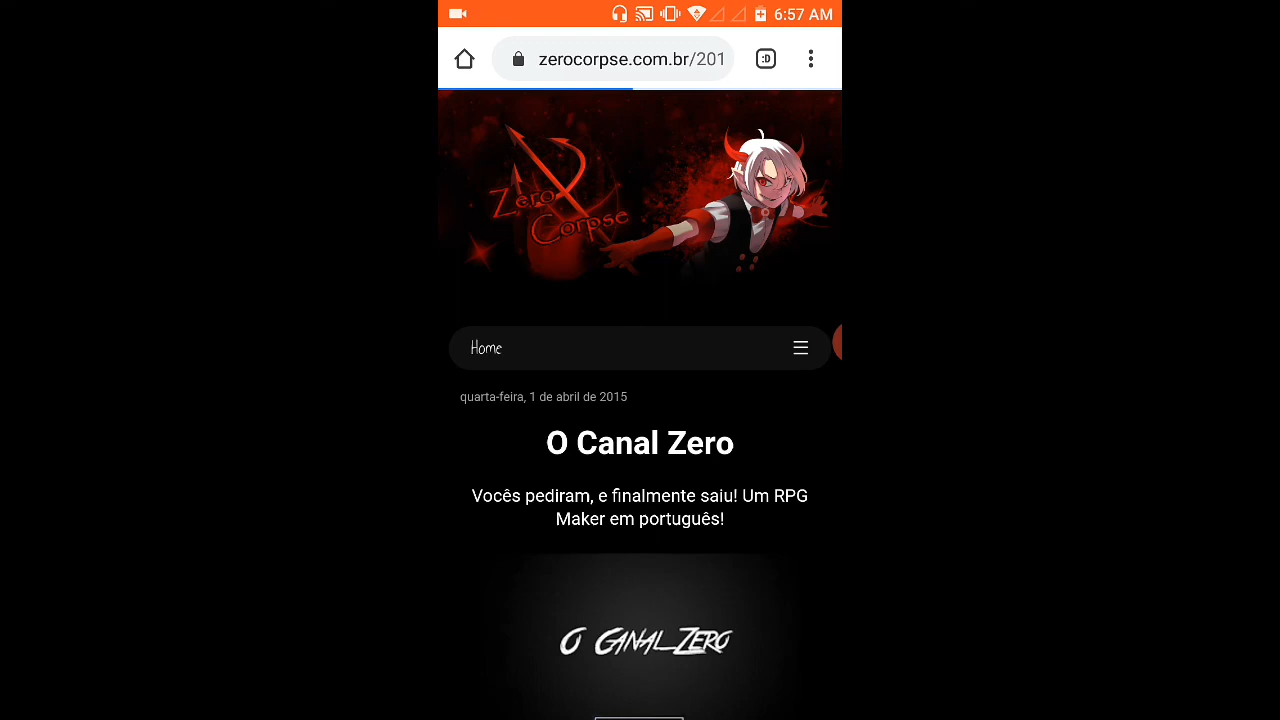 6:57 AM
zerocorpse.com.br/201
:D
Zero
Corpse
Home
quarta-feira, 1 de abril de 2015
O Canal Zero
Vocês pediram, e finalmente saiu! Um RPG
Maker em português!
O CANAL ZERO